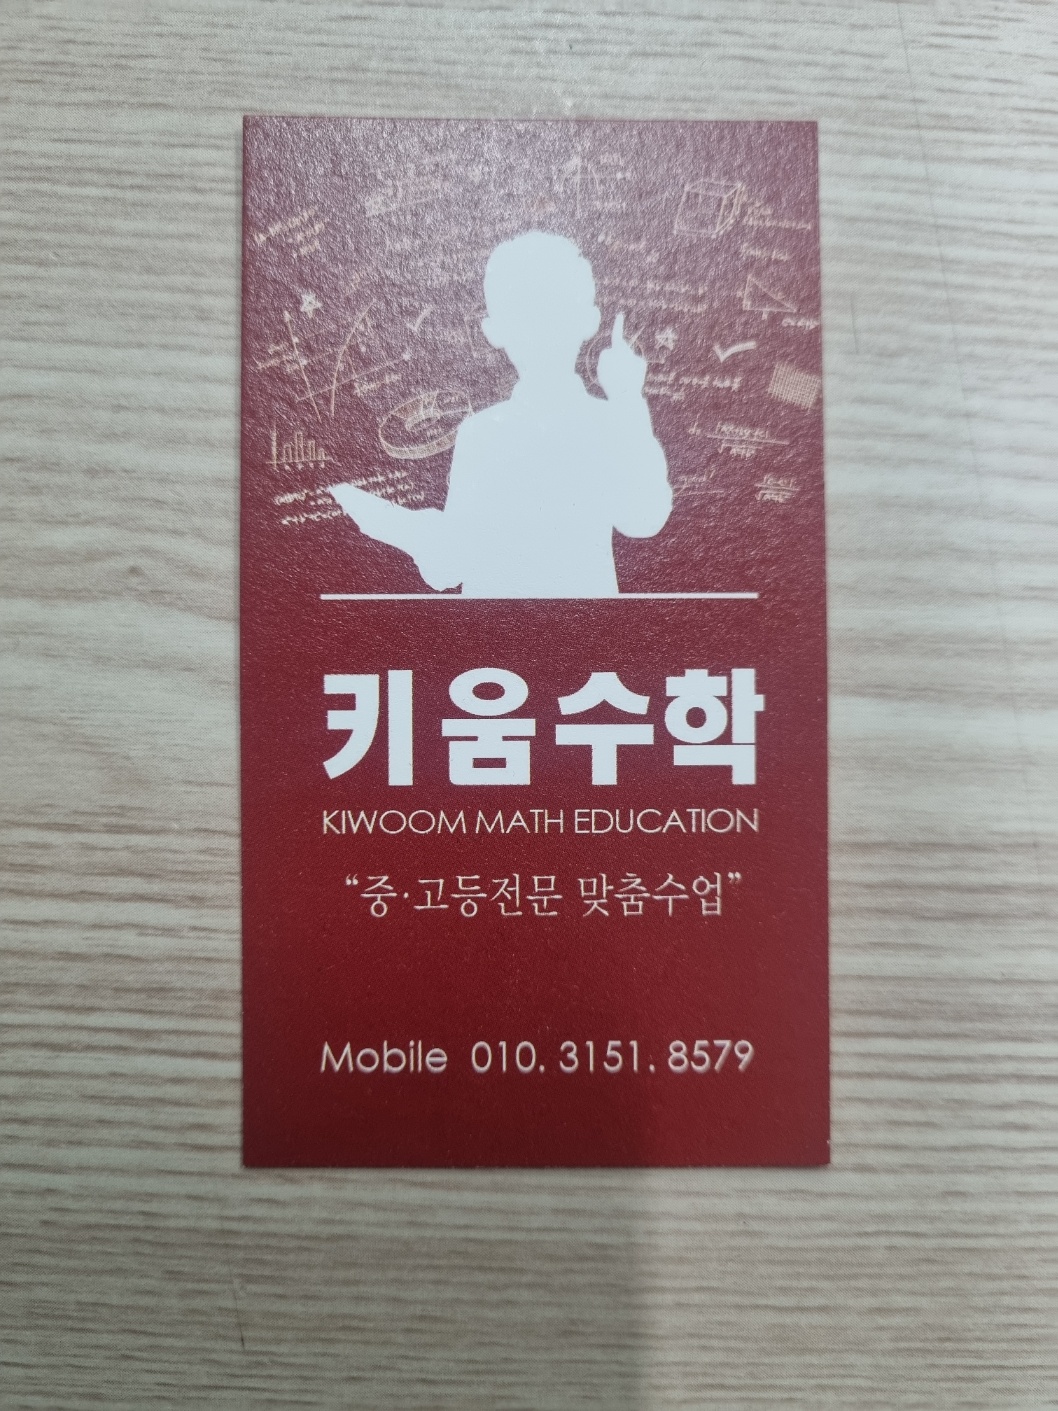 키움수학
KIWOOM MATH EDUCATION
“중·고등전문 맞춤수업”
Mobile 010. 3151. 8579